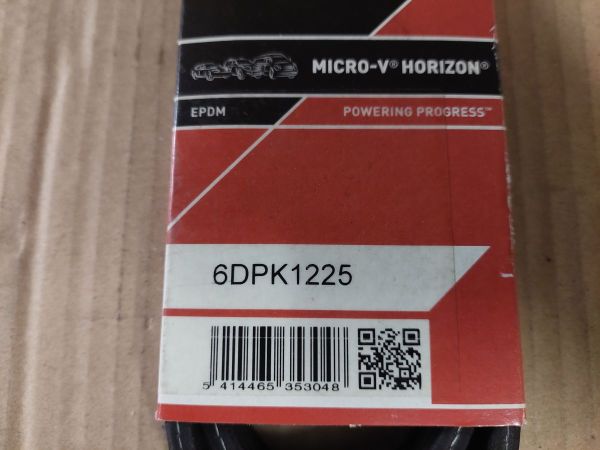 MICRO-V® HORIZON®
EPDM POWERING PROGRESS™
6DPK1225
5 414465 353048